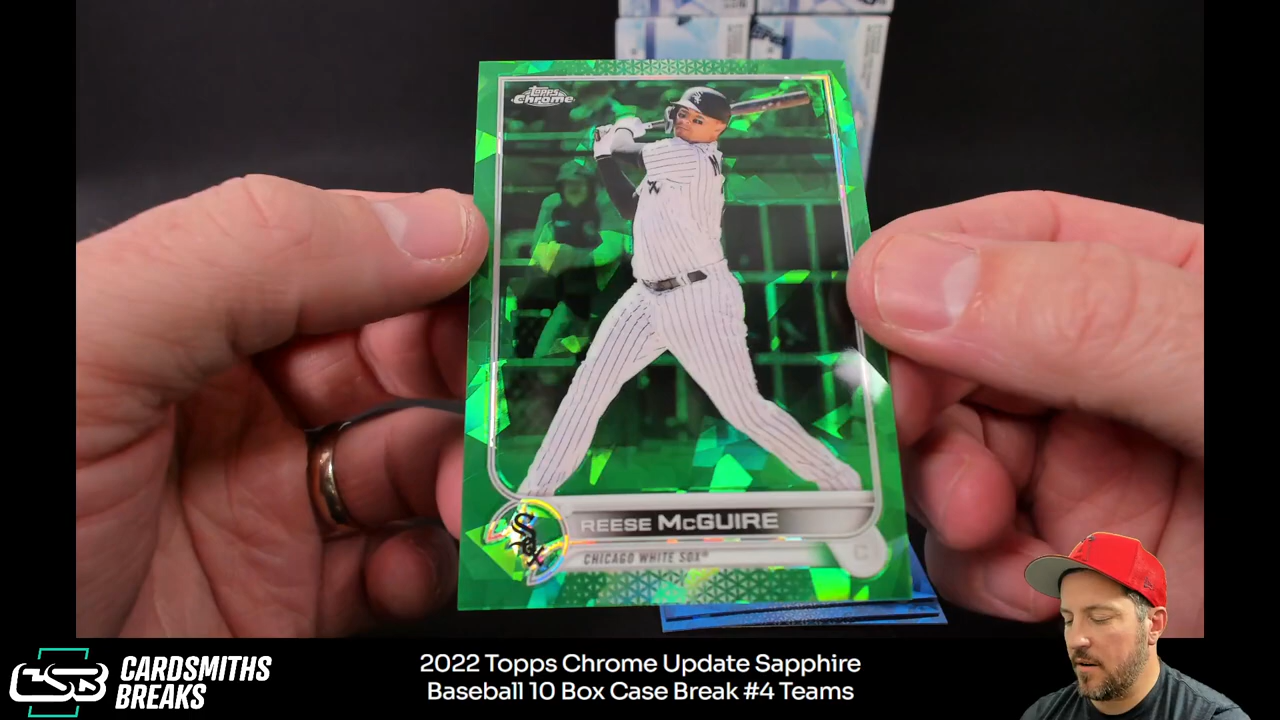 Topps
Chrome
REESE McGUIRE
CHICAGO WHITE SOX
C
CSB
CARDSMITHS
BREAKS
2022 Topps Chrome Update Sapphire
Baseball 10 Box Case Break #4 Teams